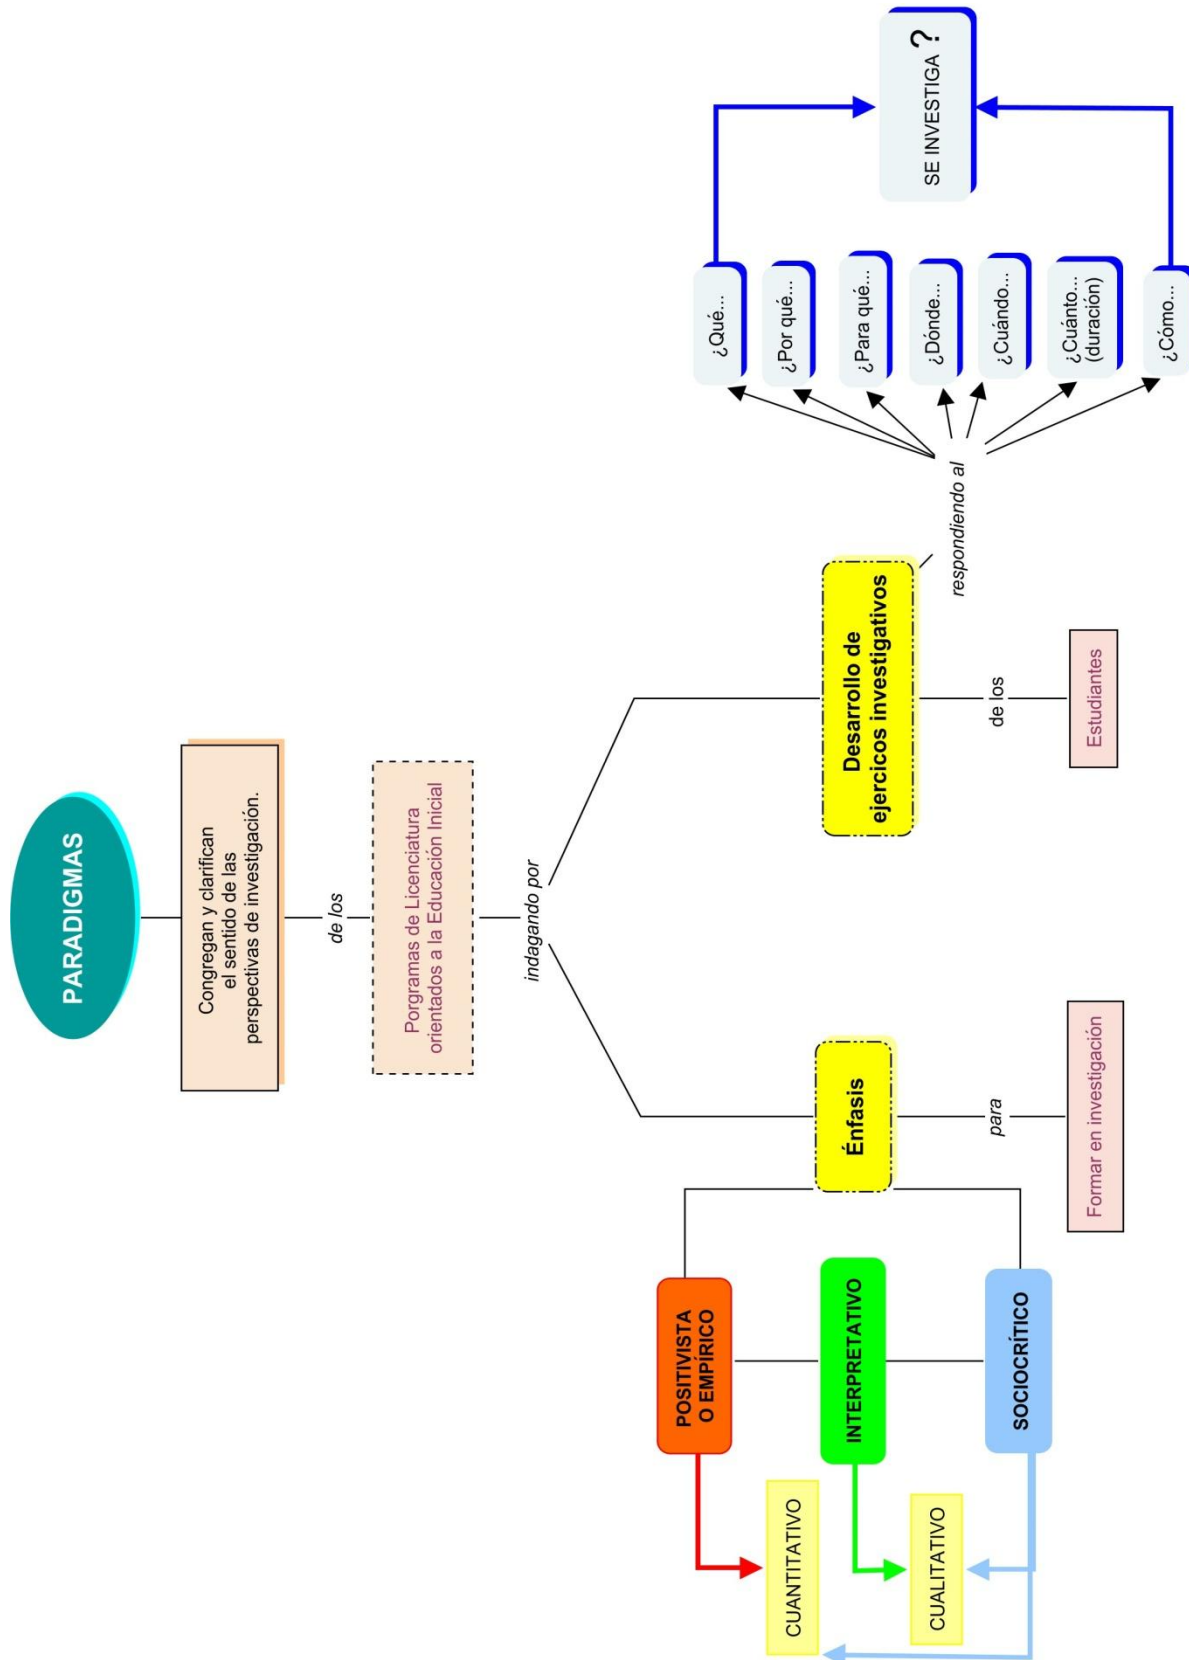 PARADIGMAS
Congregan y clarifican
el sentido de las
perspectivas de investigación.
de los
Porgramas de Licenciatura
orientados a la Educación Inicial
indagando por
Énfasis
para
Formar en investigación
POSITIVISTA
O EMPÍRICO
INTERPRETATIVO
SOCIOCRÍTICO
CUANTITATIVO
CUALITATIVO
Desarrollo de
ejercicos investigativos
de los
Estudiantes
respondiendo al
¿Qué...
¿Por qué...
¿Para qué...
¿Dónde...
¿Cuándo...
¿Cuánto...
(duración)
¿Cómo...
SE INVESTIGA ?